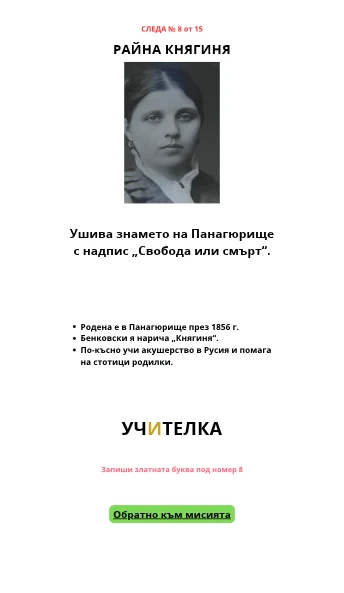 СЛЕДА № 8 от 15
РАЙНА КНЯГИНЯ
Ушива знамето на Панагюрище
с надпис „Свобода или смърт“.
• Родена е в Панагюрище през 1856 г.
• Бенковски я нарича „Княгиня“.
• По-късно учи акушерство в Русия и помага
на стотици родилки.
УЧИТЕЛКА
Запиши златната буква под номер 8
Обратно към мисията